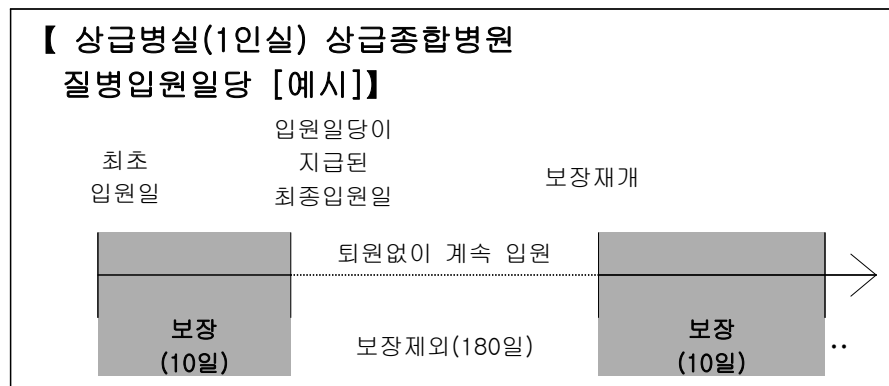 【 상급병실(1인실) 상급종합병원
질병입원일당 [예시]】
최초
입원일
입원일당이
지급된
최종입원일
보장재개
퇴원없이 계속 입원
보장
(10일)
보장제외(180일)
보장
(10일)
..